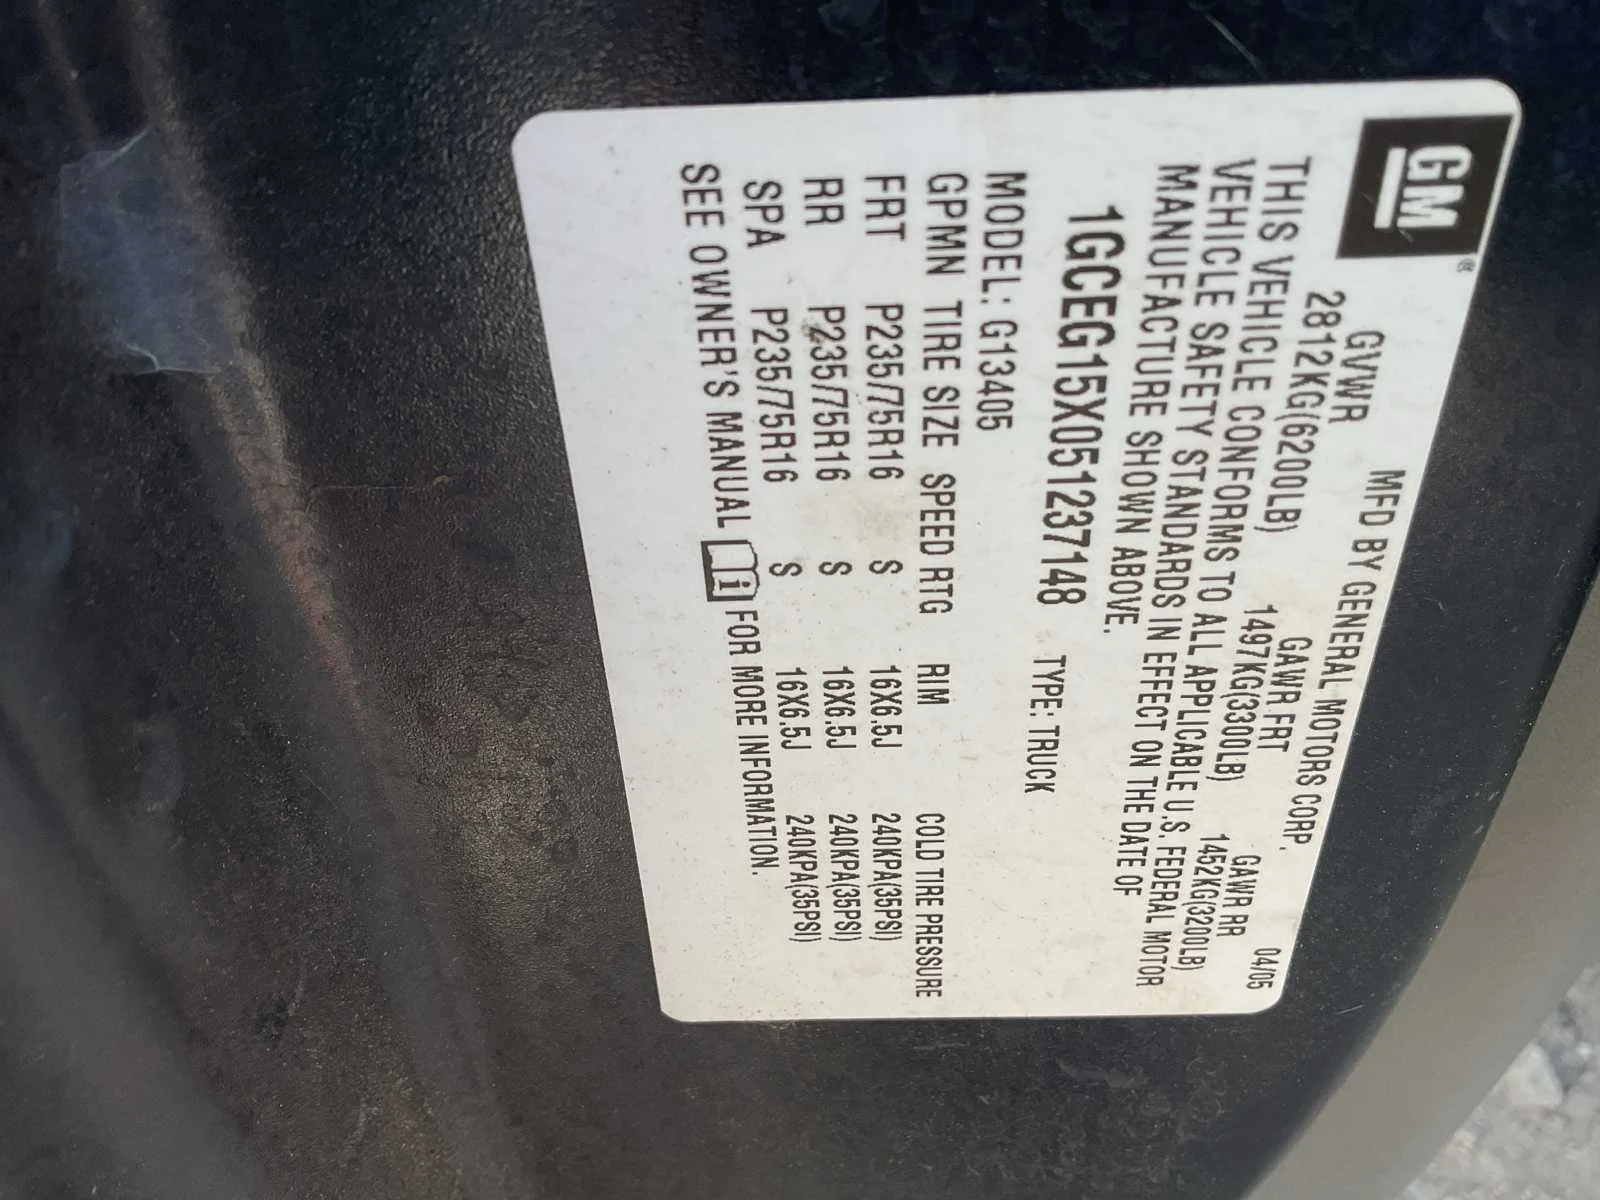 GM®
MFD BY GENERAL MOTORS CORP. 04/05
GVWR GAWR FRT GAWR RR
2812KG(6200LB) 1497KG(3300LB) 1452KG(3200LB)
THIS VEHICLE CONFORMS TO ALL APPLICABLE U.S. FEDERAL MOTOR
VEHICLE SAFETY STANDARDS IN EFFECT ON THE DATE OF
MANUFACTURE SHOWN ABOVE.
1GCEG15X051237148 TYPE: TRUCK
MODEL: G13405
GPMN TIRE SIZE SPEED RTG RIM COLD TIRE PRESSURE
FRT P235/75R16 S 16X6.5J 240KPA(35PSI)
RR P235/75R16 S 16X6.5J 240KPA(35PSI)
SPA P235/75R16 S 16X6.5J 240KPA(35PSI)
SEE OWNER'S MANUAL i FOR MORE INFORMATION.